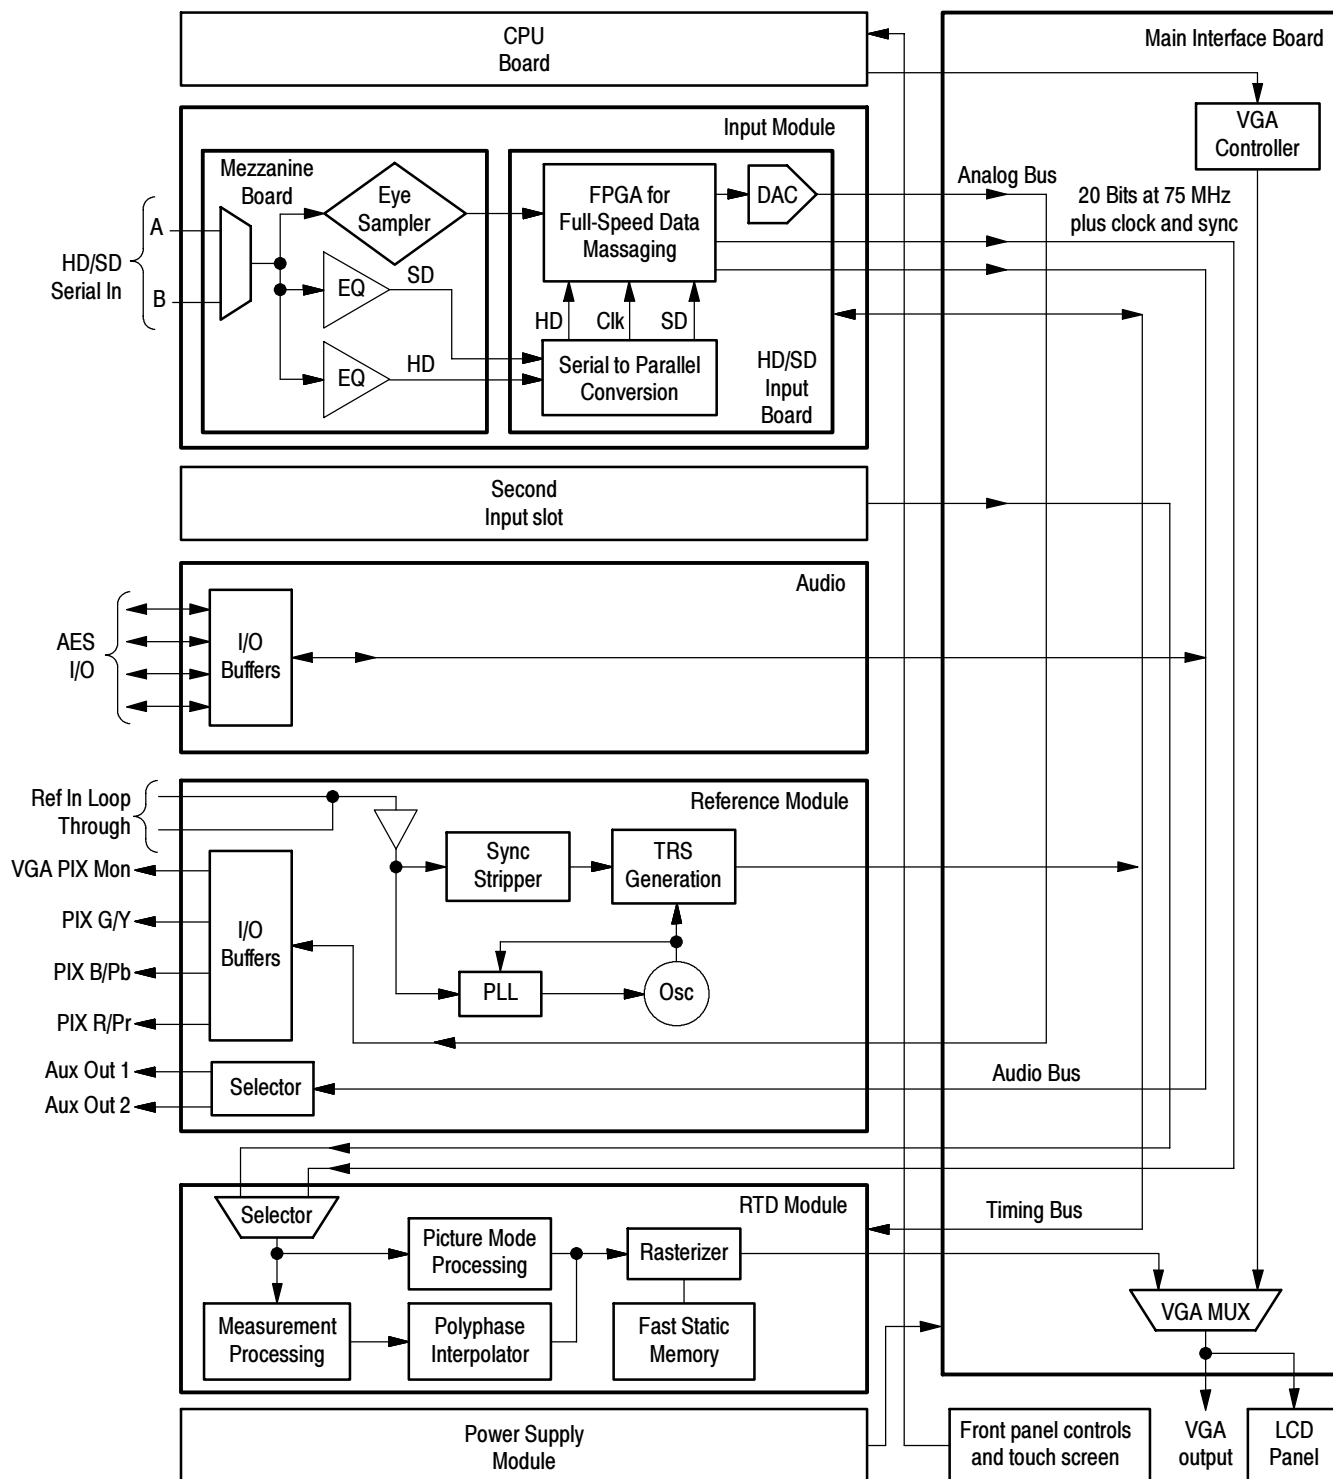 CPU
Board
Main Interface Board
VGA
Controller
Input Module
Mezzanine
Board
Eye
Sampler
FPGA for
Full-Speed Data
Massaging
DAC
Analog Bus
20 Bits at 75 MHz
plus clock and sync
A
HD/SD
Serial In
B
EQ
SD
HD
Clk
SD
EQ
HD
Serial to Parallel
Conversion
HD/SD
Input
Board
Second
Input slot
Audio
AES
I/O
I/O
Buffers
Ref In Loop
Through
Reference Module
Sync
Stripper
TRS
Generation
VGA PIX Mon
PIX G/Y
PIX B/Pb
PIX R/Pr
I/O
Buffers
PLL
Osc
Aux Out 1
Aux Out 2
Selector
Audio Bus
RTD Module
Selector
Timing Bus
Picture Mode
Processing
Rasterizer
Measurement
Processing
Polyphase
Interpolator
Fast Static
Memory
VGA MUX
Power Supply
Module
Front panel controls
and touch screen
VGA
output
LCD
Panel